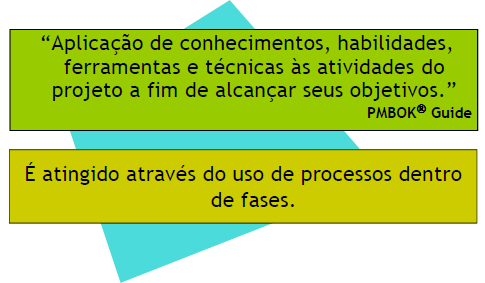 “Aplicação de conhecimentos, habilidades,
ferramentas e técnicas às atividades do
projeto a fim de alcançar seus objetivos.”
PMBOK® Guide
É atingido através do uso de processos dentro
de fases.